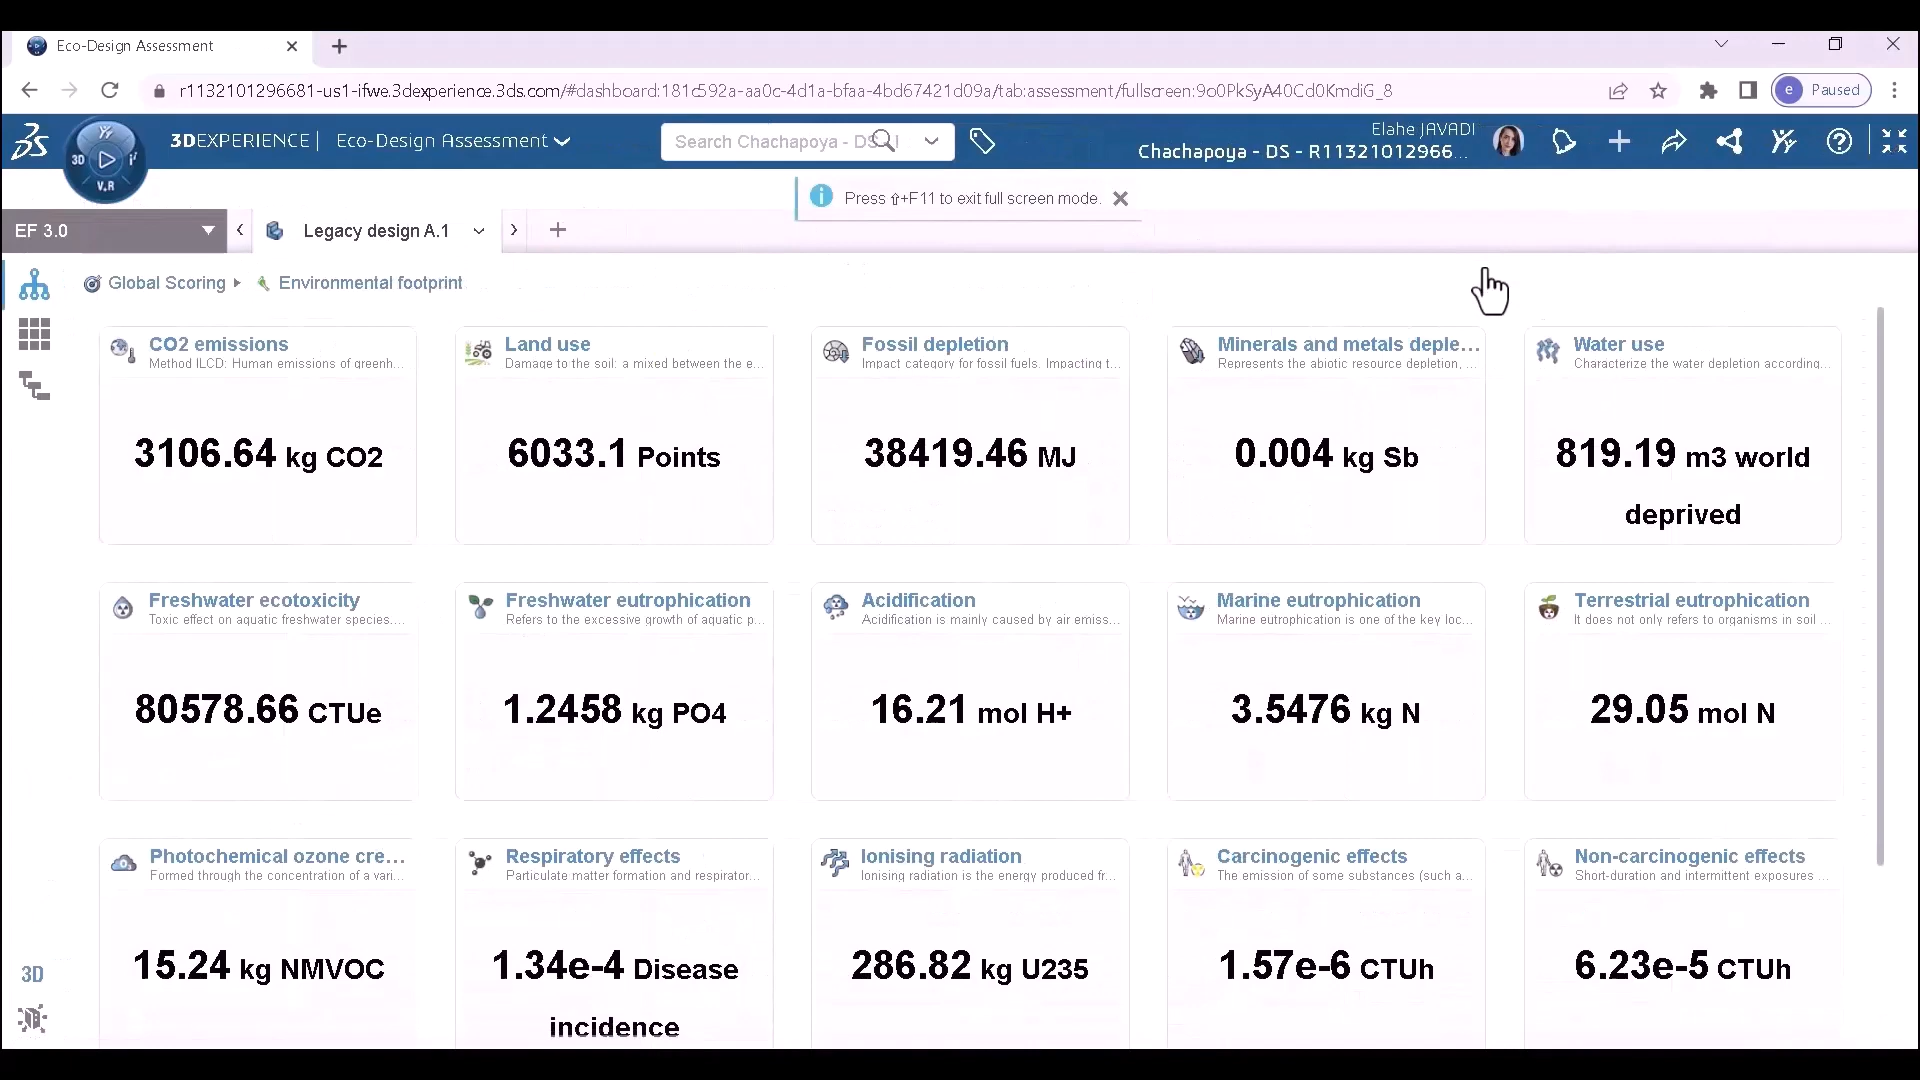 Eco-Design Assessment
r1132101296681-us1-ifwe.3dexperience.3ds.com/#dashboard:181c592a-aa0c-4d1a-bfaa-4bd67421d09a/tab:assessment/fullscreen:9o0PkSyA40Cd0KmdiG_8
e Paused
3DEXPERIENCE | Eco-Design Assessment
3D V.R
Search Chachapoya - DS
Elahe JAVADI
Chachapoya - DS - R11321012966...
Press ⇧+F11 to exit full screen mode.
EF 3.0
Legacy design A.1
Global Scoring
Environmental footprint
CO2 emissions
Method ILCD: Human emissions of greenh...
3106.64 kg CO2
Land use
Damage to the soil: a mixed between the e...
6033.1 Points
Fossil depletion
Impact category for fossil fuels. Impacting t...
38419.46 MJ
Minerals and metals deple...
Represents the abiotic resource depletion, ...
0.004 kg Sb
Water use
Characterize the water depletion according...
819.19 m3 world
deprived
Freshwater ecotoxicity
Toxic effect on aquatic freshwater species....
80578.66 CTUe
Freshwater eutrophication
Refers to the excessive growth of aquatic p...
1.2458 kg PO4
Acidification
Acidification is mainly caused by air emiss...
16.21 mol H+
Marine eutrophication
Marine eutrophication is one of the key loc...
3.5476 kg N
Terrestrial eutrophication
It does not only refers to organisms in soil ...
29.05 mol N
Photochemical ozone cre...
Formed through the concentration of a vari...
15.24 kg NMVOC
Respiratory effects
Particulate matter formation and respirator...
1.34e-4 Disease
incidence
Ionising radiation
Ionising radiation is the energy produced fr...
286.82 kg U235
Carcinogenic effects
The emission of some substances (such a...
1.57e-6 CTUh
Non-carcinogenic effects
Short-duration and intermittent exposures ...
6.23e-5 CTUh
3D